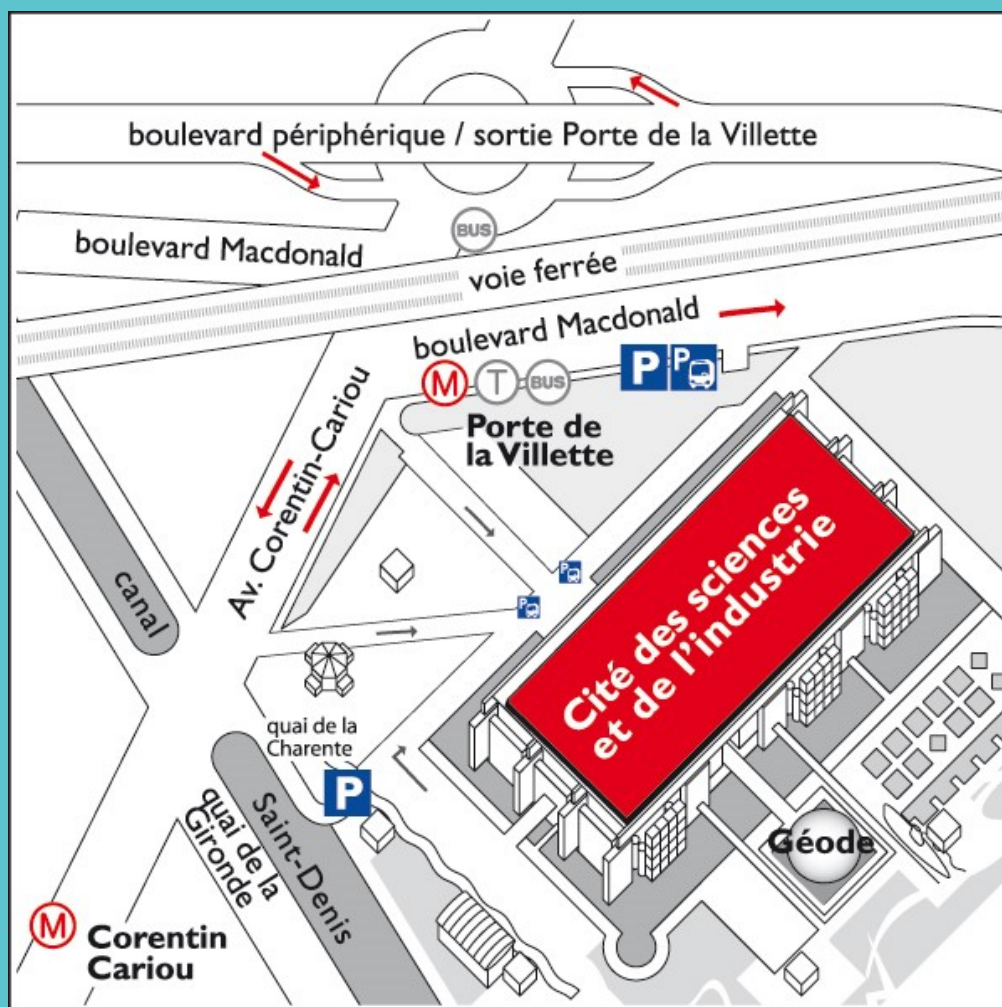 boulevard périphérique / sortie Porte de la Villette
BUS
boulevard Macdonald
voie ferrée
boulevard Macdonald
P
P
M
T
BUS
Porte de
la Villette
Av. Corentin-Cariou
canal
P
P
Cité des sciences
et de l'industrie
quai de la
Charente
P
quai de la
Gironde
Saint-Denis
Géode
M
Corentin
Cariou